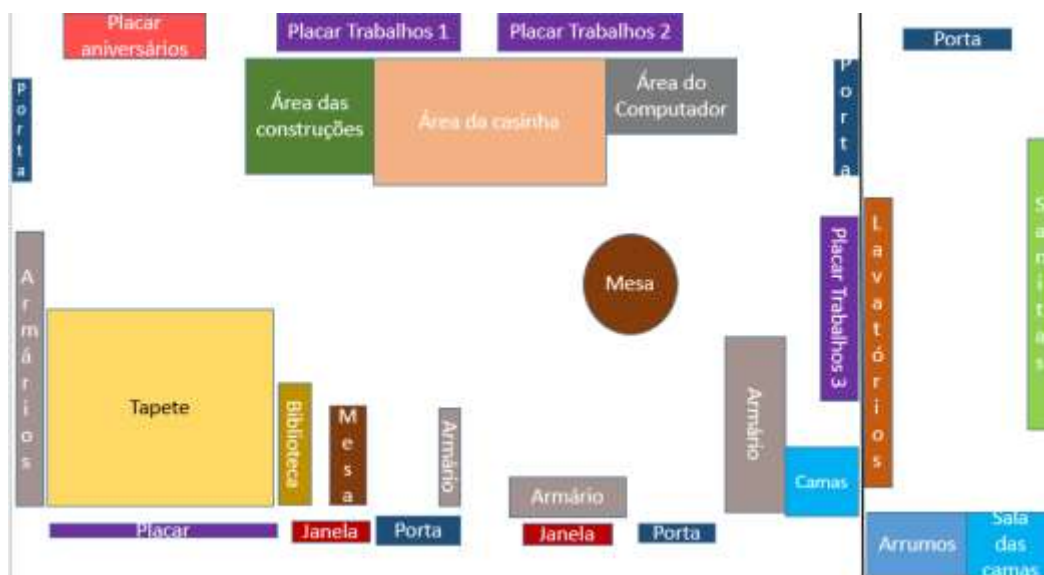 Placar
aniversários
Placar Trabalhos 1
Placar Trabalhos 2
Porta
Porta
Área das
construções
Área da casinha
Área do
Computador
Porta
Armários
Tapete
Biblioteca
Mesa
Armário
Mesa
Armário
Armário
Placar Trabalhos 3
Camas
Lavatórios
Sanitas
Placar
Janela
Porta
Janela
Porta
Arrumos
Sala
das
camas